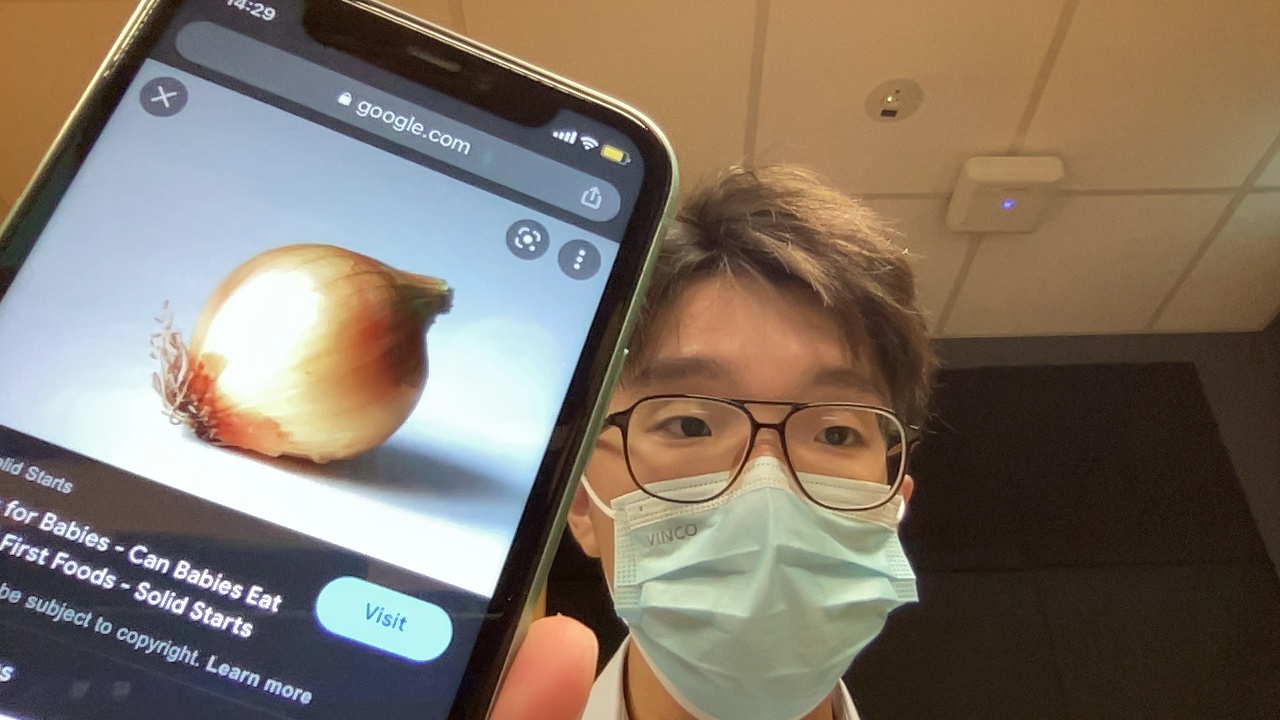 14:29
google.com
Solid Starts
for Babies - Can Babies Eat
First Foods - Solid Starts
Visit
be subject to copyright. Learn more
VINCO